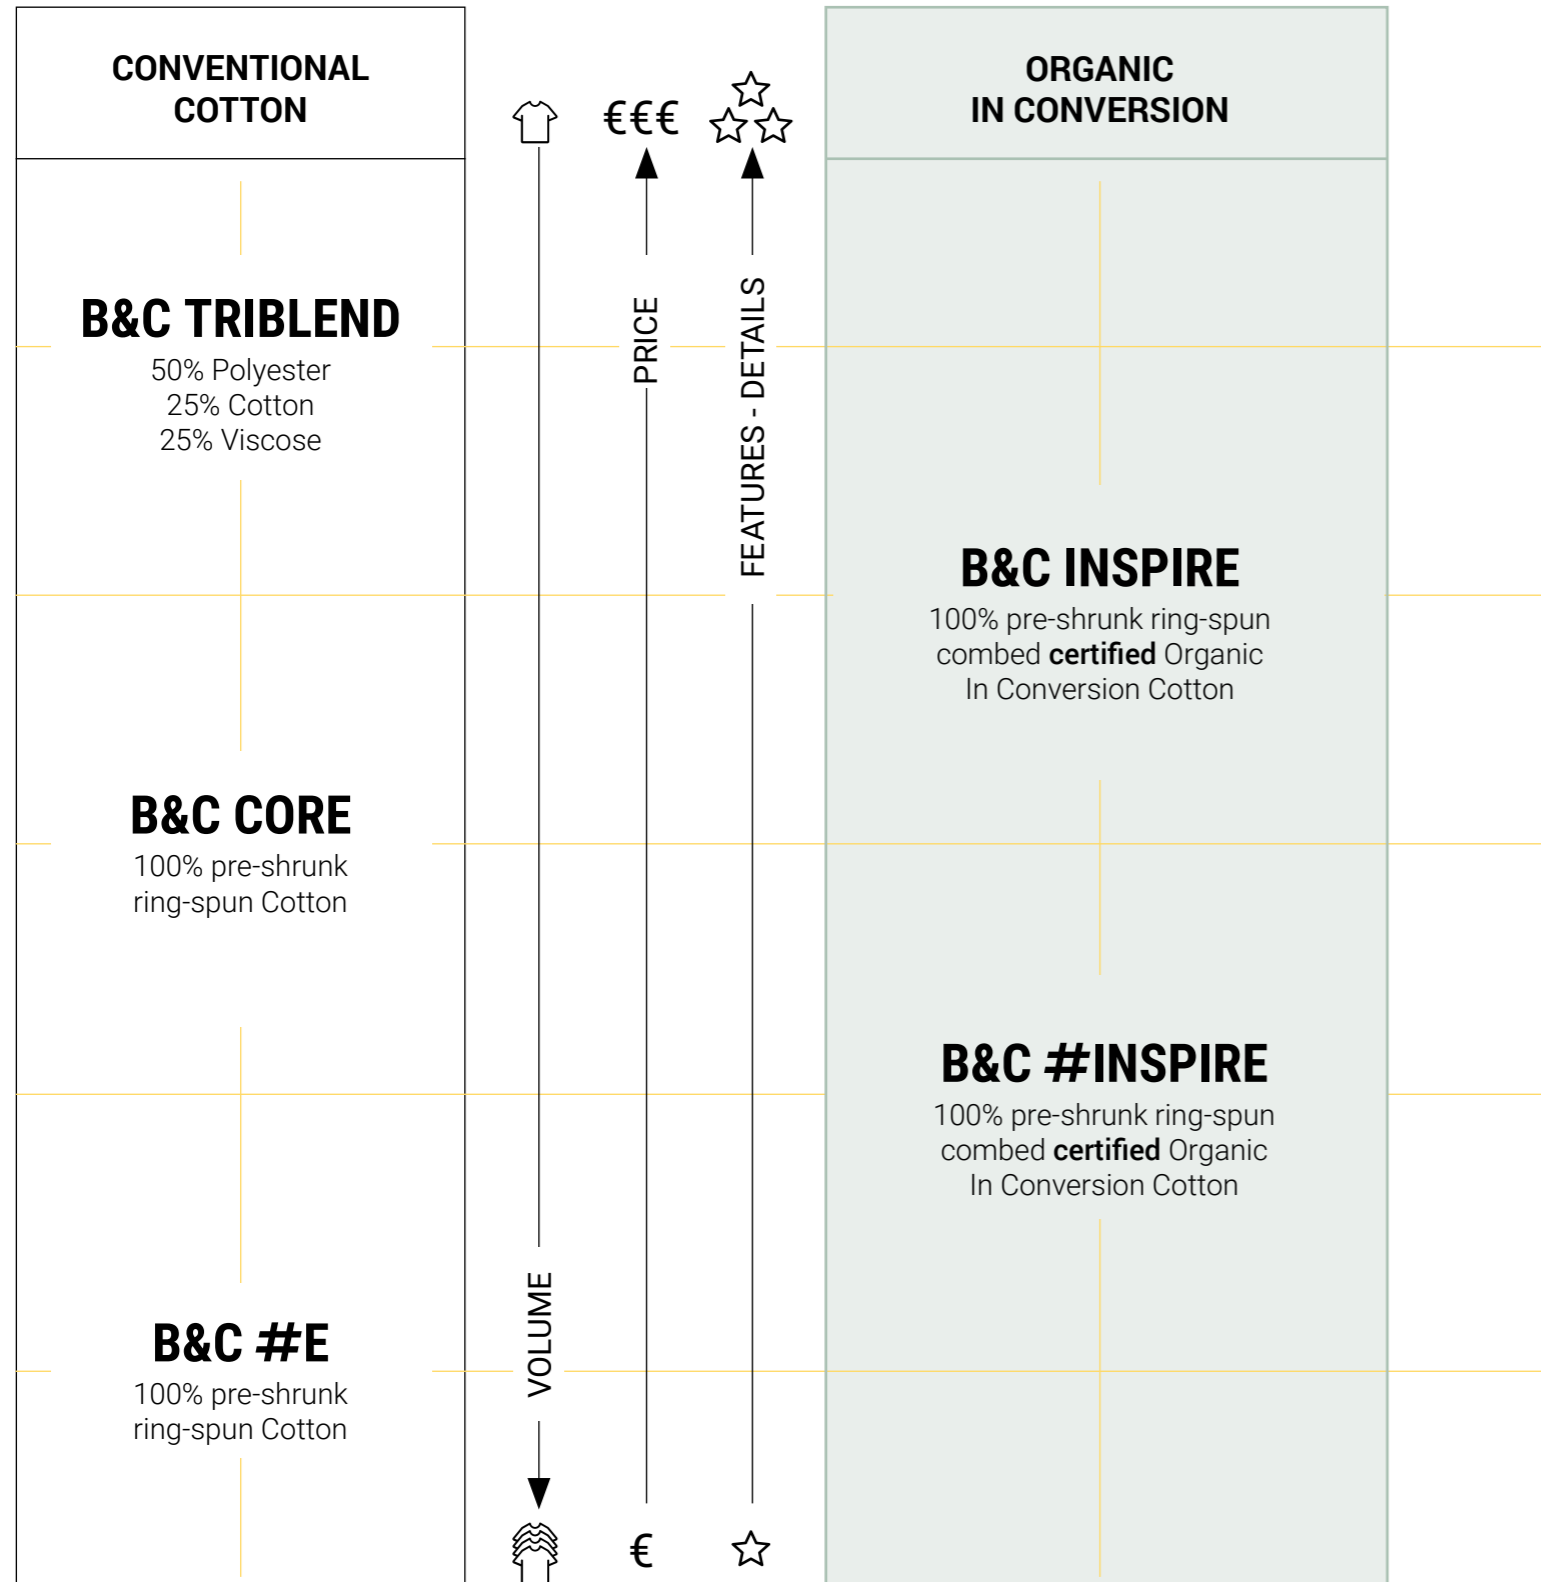 CONVENTIONAL
COTTON
B&C TRIBLEND
50% Polyester
25% Cotton
25% Viscose
B&C CORE
100% pre-shrunk
ring-spun Cotton
B&C #E
100% pre-shrunk
ring-spun Cotton
VOLUME
€€€
PRICE
€
FEATURES - DETAILS
ORGANIC
IN CONVERSION
B&C INSPIRE
100% pre-shrunk ring-spun
combed certified Organic
In Conversion Cotton
B&C #INSPIRE
100% pre-shrunk ring-spun
combed certified Organic
In Conversion Cotton